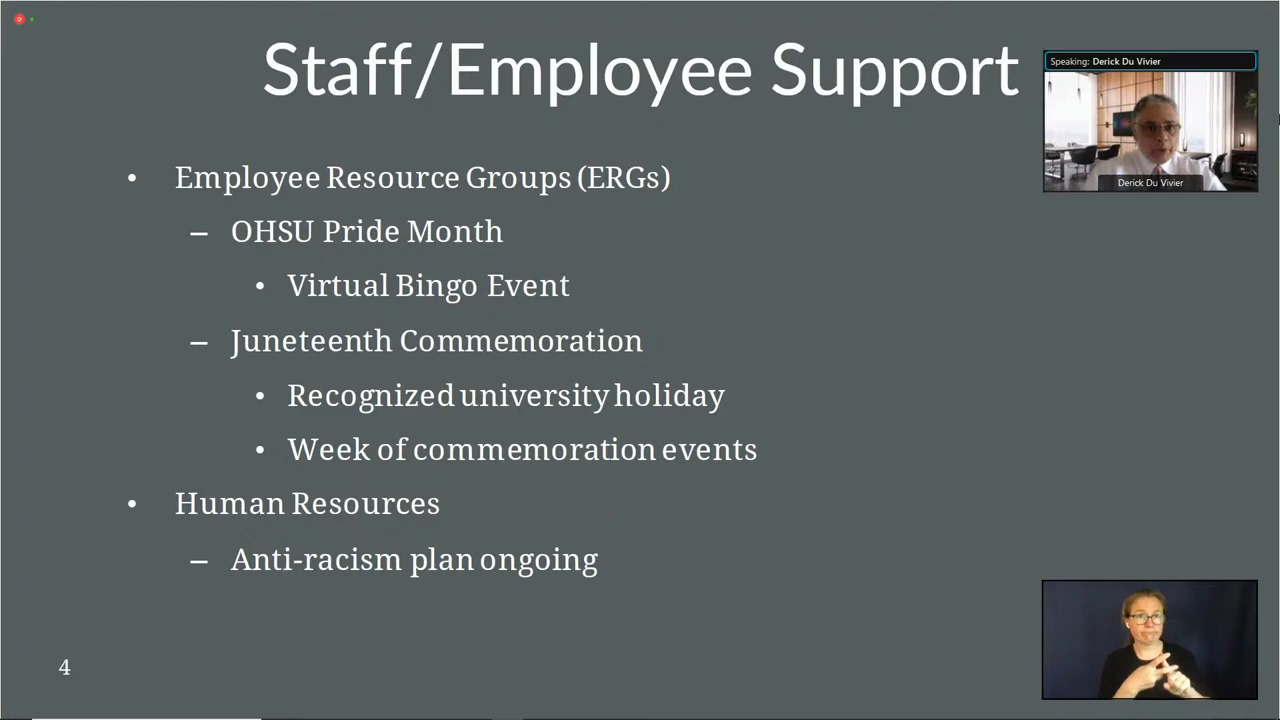 Staff/Employee Support
Speaking: Derick Du Vivier
Derick Du Vivier
• Employee Resource Groups (ERGs)
– OHSU Pride Month
• Virtual Bingo Event
– Juneteenth Commemoration
• Recognized university holiday
• Week of commemoration events
• Human Resources
– Anti-racism plan ongoing
4